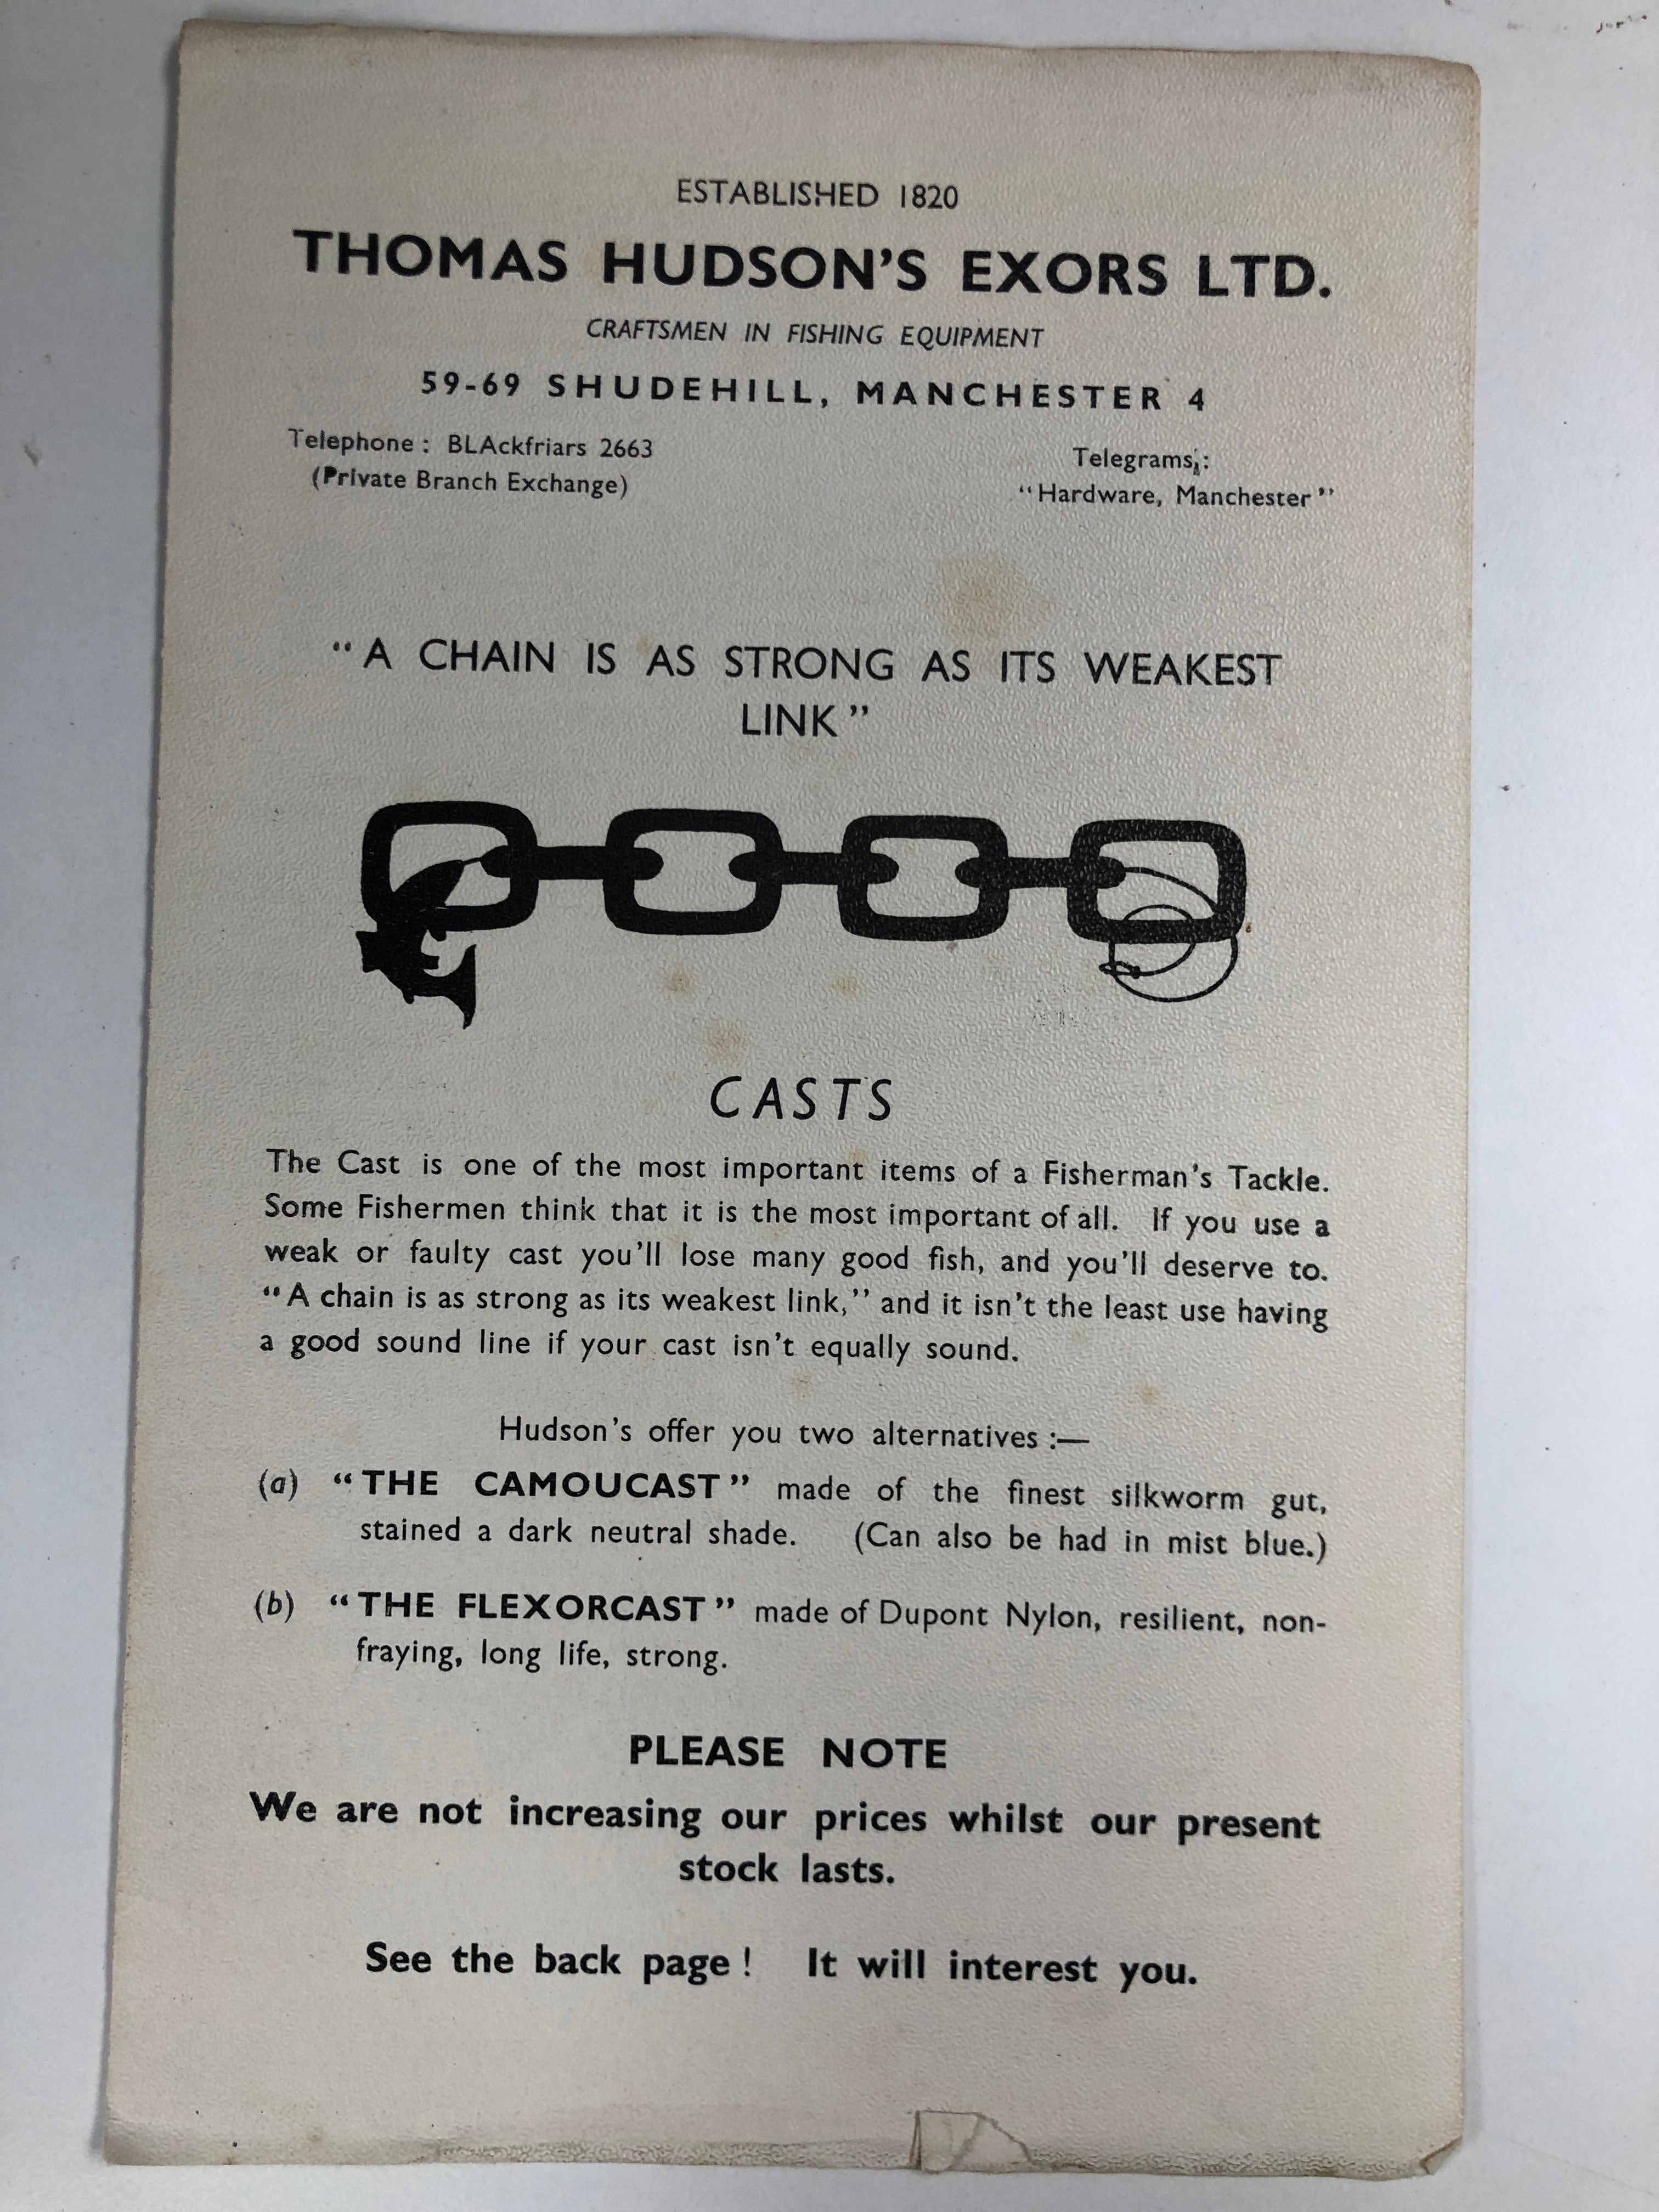 ESTABLISHED 1820
THOMAS HUDSON'S EXORS LTD.
CRAFTSMEN IN FISHING EQUIPMENT
59-69 SHUDEHILL, MANCHESTER 4
Telephone : BLAckfriars 2663
(Private Branch Exchange)
Telegrams :
“Hardware, Manchester”
“A CHAIN IS AS STRONG AS ITS WEAKEST
LINK”
CASTS
The Cast is one of the most important items of a Fisherman's Tackle.
Some Fishermen think that it is the most important of all. If you use a
weak or faulty cast you'll lose many good fish, and you'll deserve to.
“A chain is as strong as its weakest link,” and it isn't the least use having
a good sound line if your cast isn't equally sound.
Hudson's offer you two alternatives :—
(a) “THE CAMOUCAST” made of the finest silkworm gut,
stained a dark neutral shade. (Can also be had in mist blue.)
(b) “THE FLEXORCAST” made of Dupont Nylon, resilient, non-
fraying, long life, strong.
PLEASE NOTE
We are not increasing our prices whilst our present
stock lasts.
See the back page ! It will interest you.